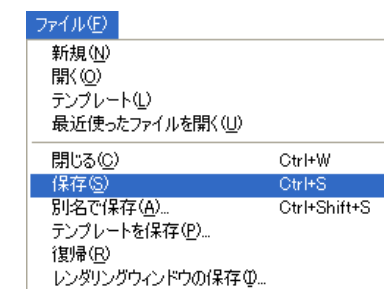 ファイル(F)
新規(N)
開く(O)
テンプレート(L)
最近使ったファイルを開く(U)
閉じる(C) Ctrl+W
保存(S) Ctrl+S
別名で保存(A)... Ctrl+Shift+S
テンプレートを保存(P)...
復帰(R)
レンダリングウィンドウの保存(I)...